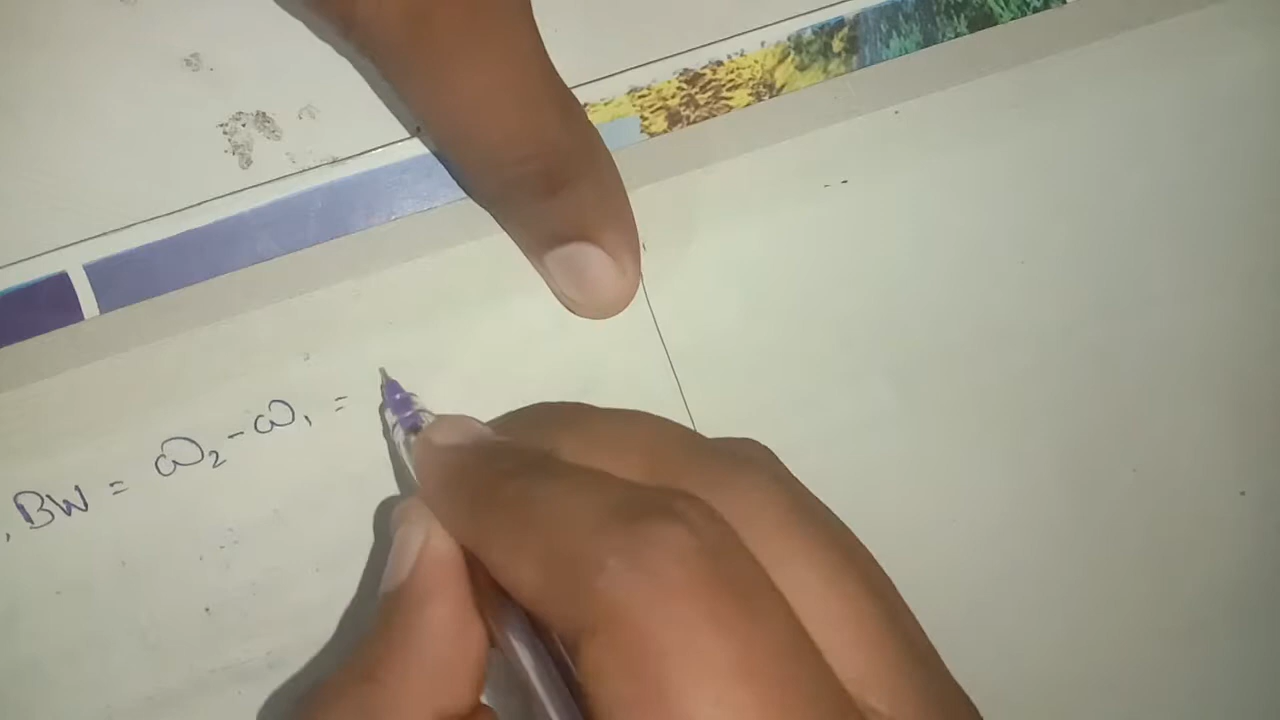 , BW = ω₂ - ω₁ =